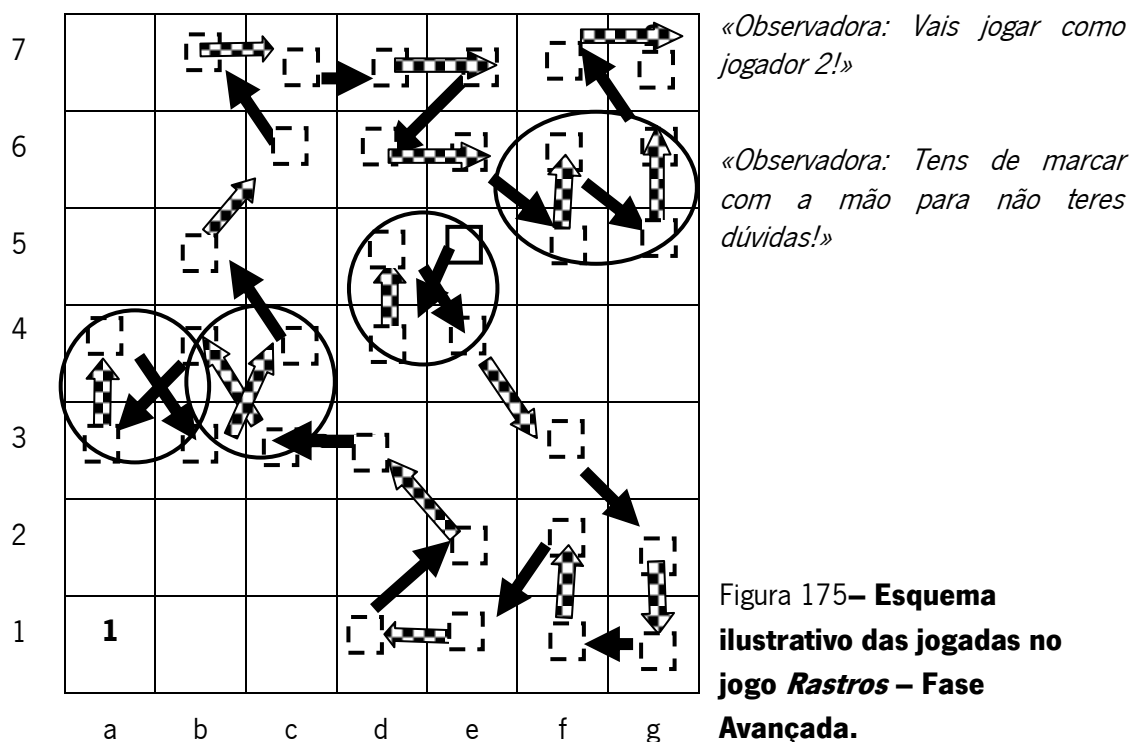 7
6
5
4
3
2
1
1
a b c d e f g
«Observadora: Vais jogar como
jogador 2!»
«Observadora: Tens de marcar
com a mão para não teres
dúvidas!»
Figura 175– Esquema
ilustrativo das jogadas no
jogo Rastros – Fase
Avançada.